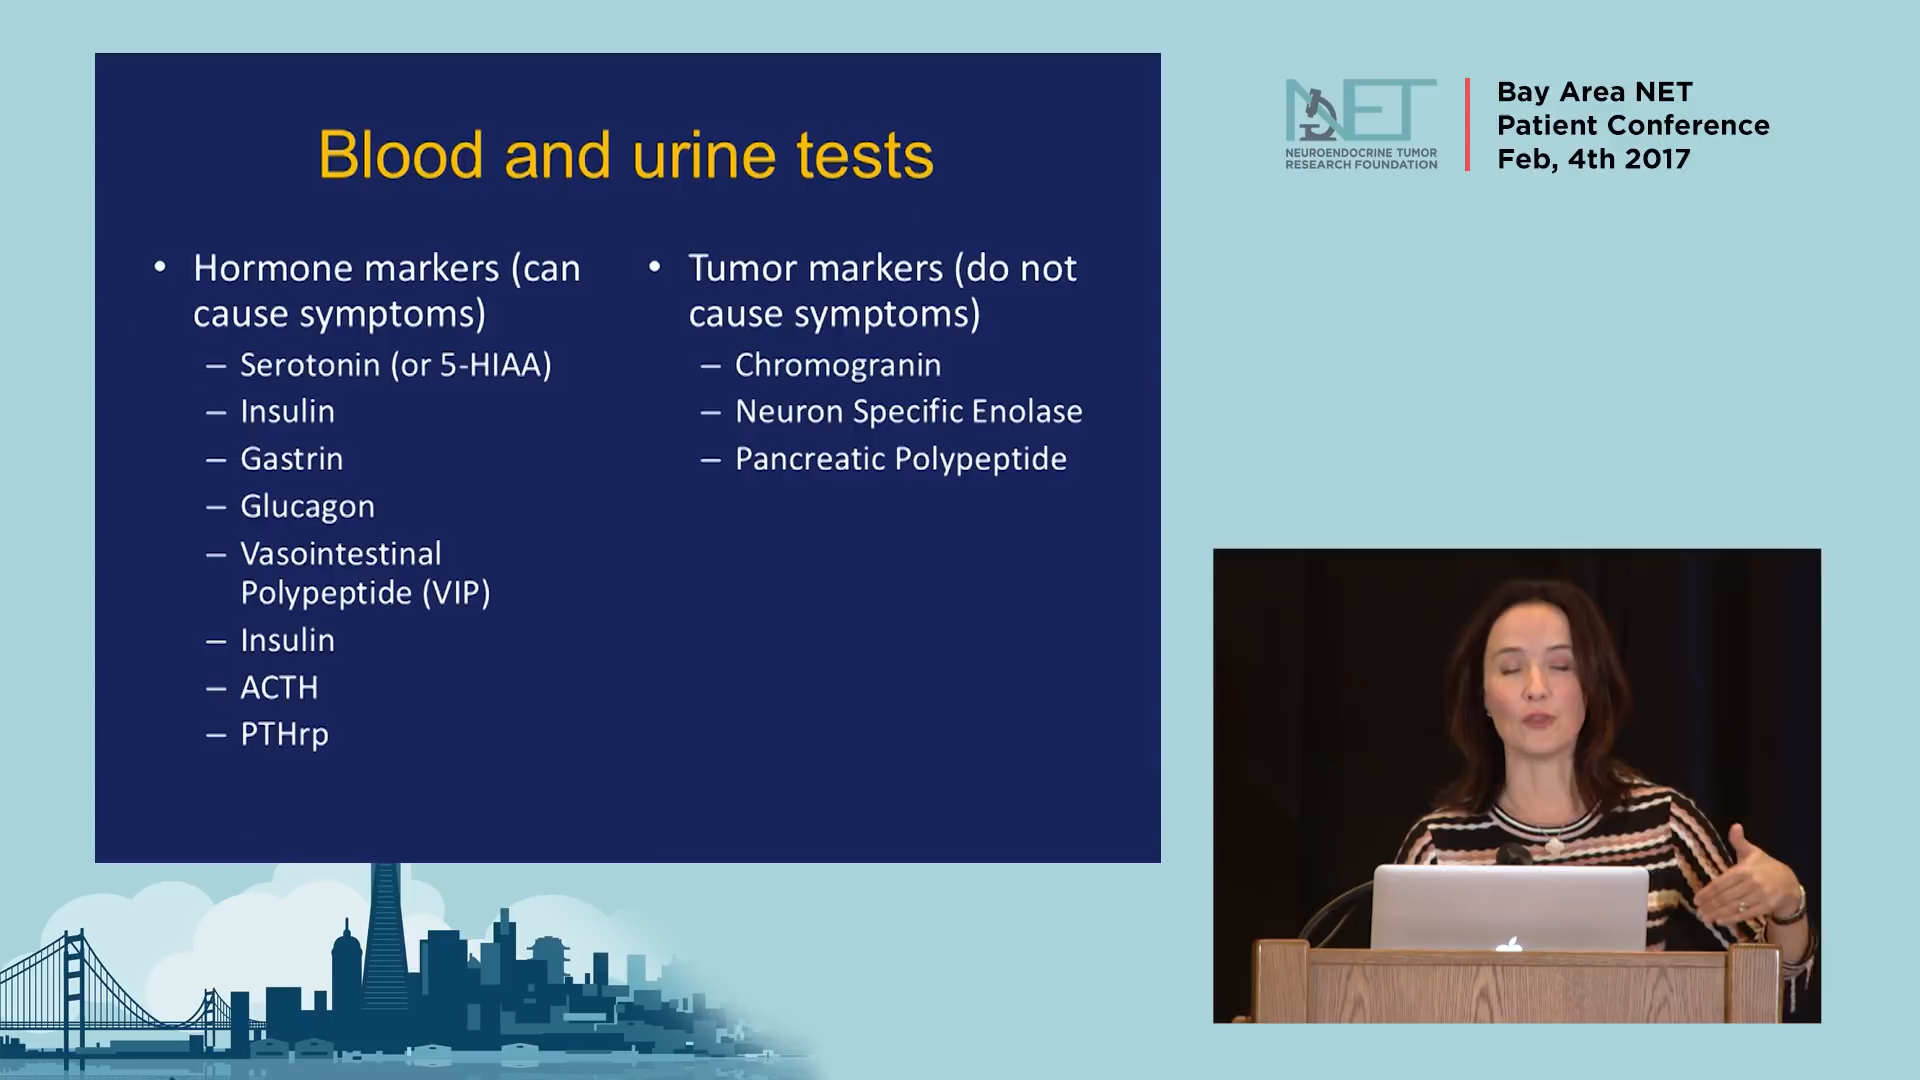 Blood and urine tests
• Hormone markers (can
cause symptoms)
– Serotonin (or 5-HIAA)
– Insulin
– Gastrin
– Glucagon
– Vasointestinal
Polypeptide (VIP)
– Insulin
– ACTH
– PTHrp
• Tumor markers (do not
cause symptoms)
– Chromogranin
– Neuron Specific Enolase
– Pancreatic Polypeptide
NET
NEUROENDOCRINE TUMOR
RESEARCH FOUNDATION
Bay Area NET
Patient Conference
Feb, 4th 2017